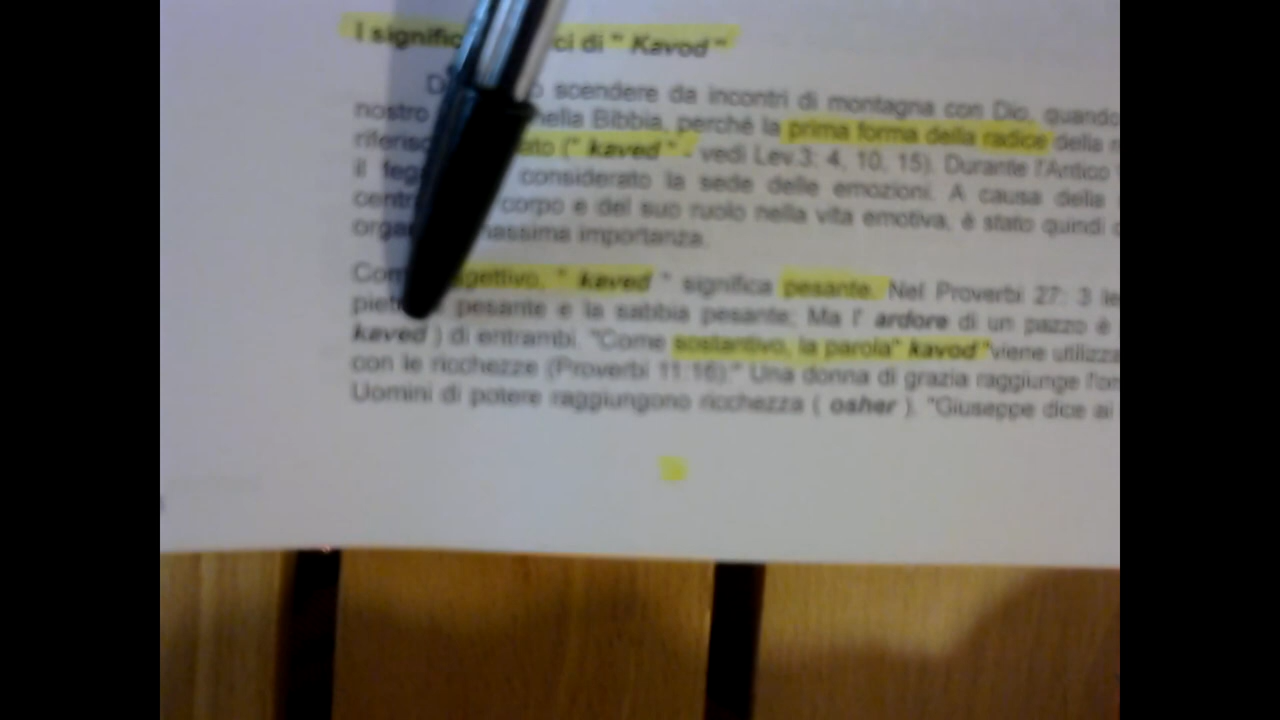 I signific ci di " Kavod "
scendere da incontri di montagna con Dio, quando
nostro nella Bibbia, perché la prima forma della radice della
riferisc ato (" kaved " - vedi Lev.3: 4, 10, 15). Durante l'Antico
il feg considerato la sede delle emozioni. A causa della
centr corpo e del suo ruolo nella vita emotiva, è stato quindi
orga massima importanza.
Com ggettivo, " kaved " significa pesante. Nel Proverbi 27: 3 le
piet pesante e la sabbia pesante; Ma l' ardore di un pazzo è
kaved ) di entrambi. "Come sostantivo, la parola" kavod "viene utilizza
con le ricchezze (Proverbi 11:16):" Una donna di grazia raggiunge l'on
Uomini di potere raggiungono ricchezza ( osher ). "Giuseppe dice ai